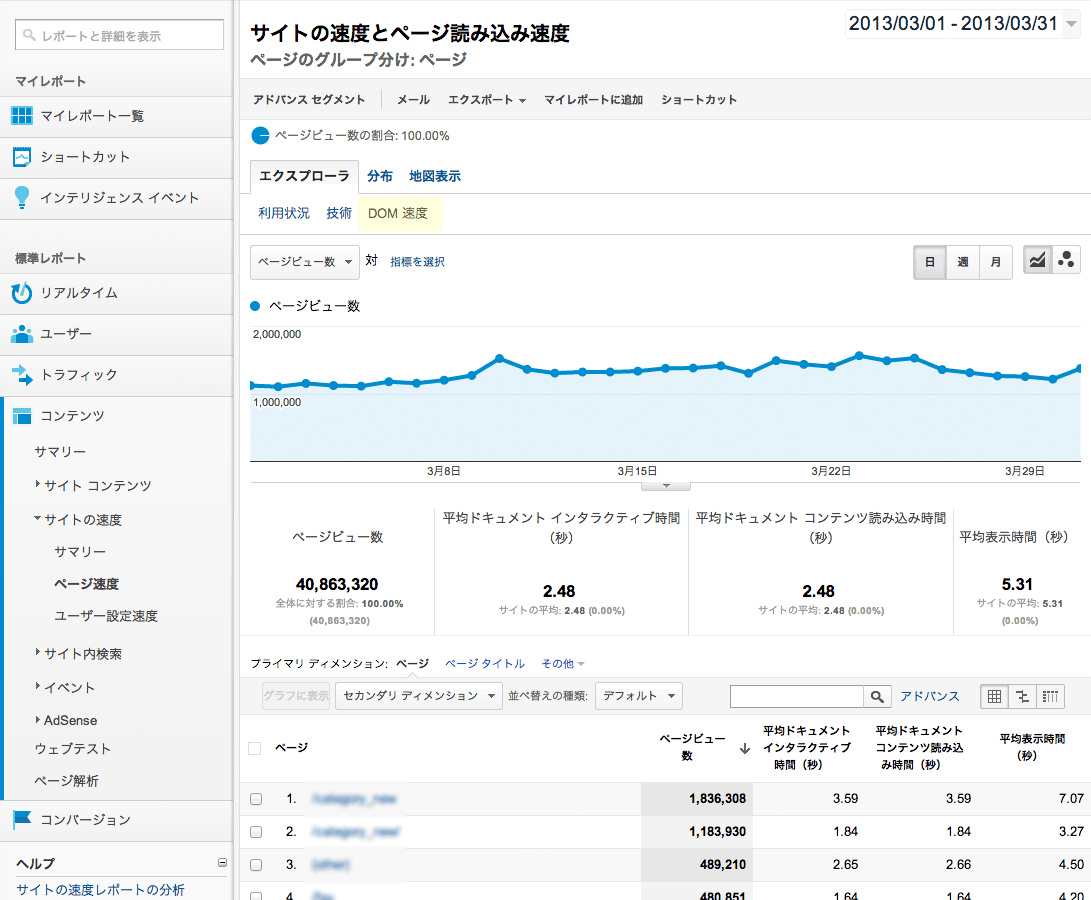 レポートと詳細を表示
マイレポート
マイレポート一覧
ショートカット
インテリジェンス イベント
標準レポート
リアルタイム
ユーザー
トラフィック
コンテンツ
サマリー
サイト コンテンツ
サイトの速度
サマリー
ページ速度
ユーザー設定速度
サイト内検索
イベント
AdSense
ウェブテスト
ページ解析
コンバージョン
ヘルプ
サイトの速度レポートの分析
サイトの速度とページ読み込み速度
2013/03/01 - 2013/03/31
ページのグループ分け: ページ
アドバンス セグメント メール エクスポート マイレポートに追加 ショートカット
ページビュー数の割合: 100.00%
エクスプローラ 分布 地図表示
利用状況 技術 DOM 速度
ページビュー数 対 指標を選択 日 週 月
ページビュー数
2,000,000
1,000,000
3月8日 3月15日 3月22日 3月29日
ページビュー数
40,863,320
全体に対する割合: 100.00%
(40,863,320)
平均ドキュメント インタラクティブ時間
（秒）
2.48
サイトの平均: 2.48 (0.00%)
平均ドキュメント コンテンツ読み込み時間
（秒）
2.48
サイトの平均: 2.48 (0.00%)
平均表示時間（秒）
5.31
サイトの平均: 5.31
(0.00%)
プライマリ ディメンション: ページ ページ タイトル その他
グラフに表示 セカンダリ ディメンション 並べ替えの種類: デフォルト アドバンス
ページ
ページビュー
数
平均ドキュメント
インタラクティブ
時間（秒）
平均ドキュメント
コンテンツ読み込
み時間（秒）
平均表示時間
（秒）
1. /category_new 1,836,308 3.59 3.59 7.07
2. /category_new/ 1,183,930 1.84 1.84 3.27
3. (other) 489,210 2.65 2.66 4.50
4. 480,851 1.64 1.64 4.20